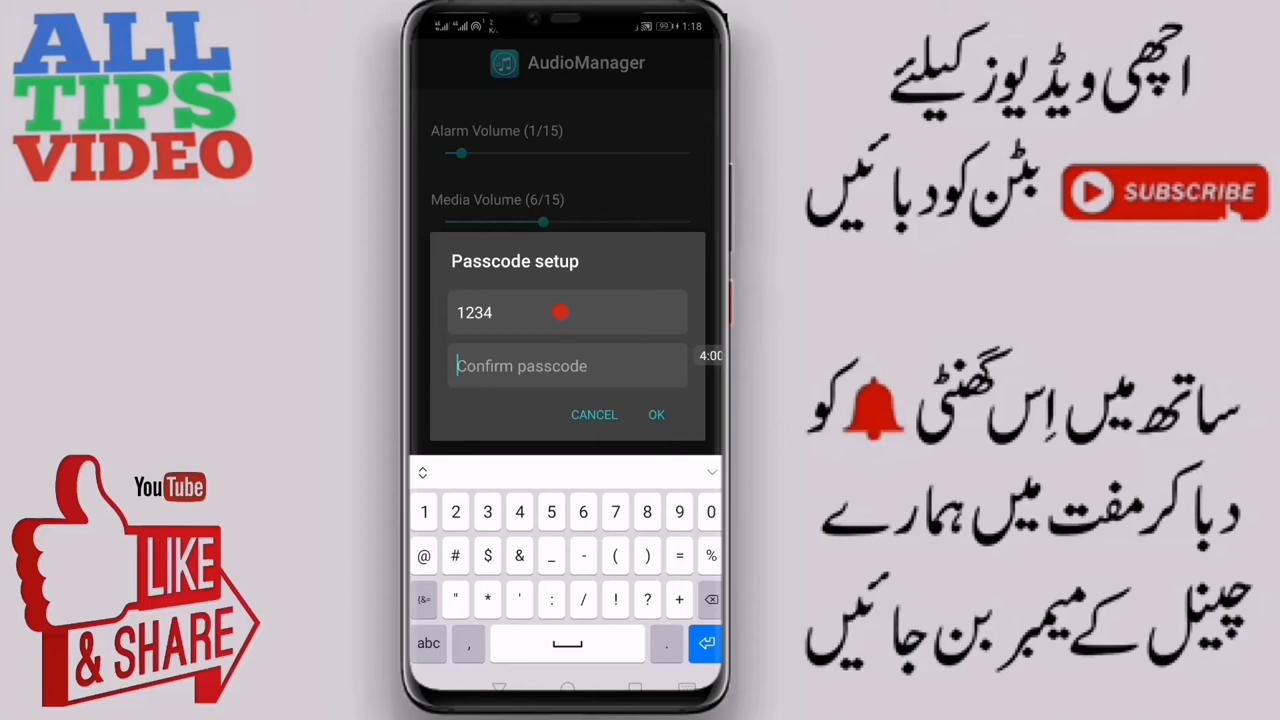 ALL
TIPS
VIDEO
1:18
99
AudioManager
Alarm Volume (1/15)
Media Volume (6/15)
Passcode setup
1234
Confirm passcode
4:00
CANCEL OK
1 2 3 4 5 6 7 8 9 0
@ # $ & _ - ( ) = %
{&= " * ' : / ! ? +
abc , .
اچھی ویڈیوز کیلئے
بٹن کو دبائیں SUBSCRIBE
ساتھ میں اِس گھنٹی کو
دبا کر مفت میں ہمارے
چینل کے میمبر بن جائیں
YouTube
LIKE
& SHARE